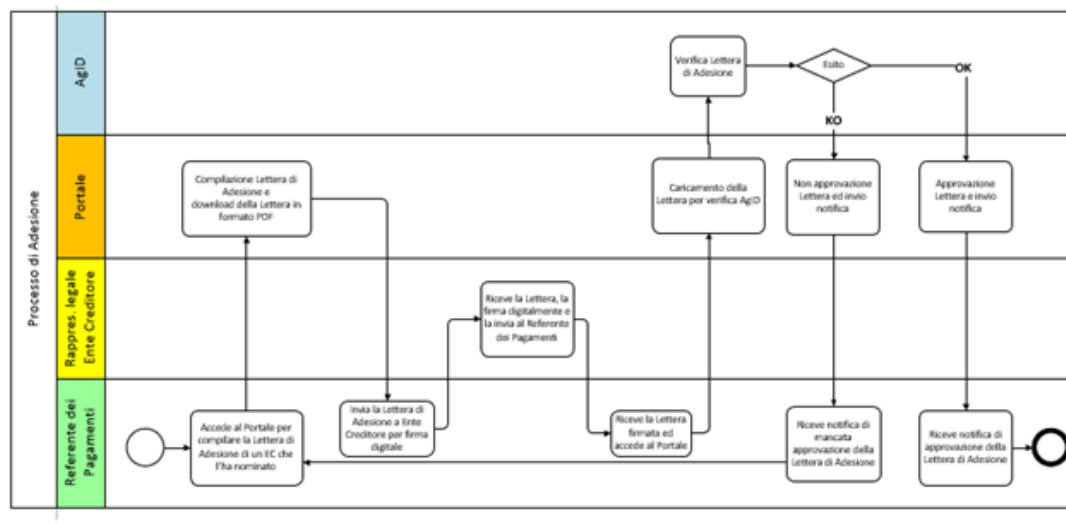 Processo di Adesione
AgID
Verifica Lettera
di Adesione
Esito
OK
KO
Portale
Compilazione Lettera di
Adesione e
download della Lettera in
formato PDF
Caricamento della
Lettera per verifica AgID
Non approvazione
Lettera ed invio
notifica
Approvazione
Lettera e invio
notifica
Rappres. legale
Ente Creditore
Riceve la Lettera, la
firma digitalmente e
la invia al Referente
dei Pagamenti
Referente dei
Pagamenti
Accede al Portale per
compilare la Lettera di
Adesione di un EC che
l'ha nominato
Invia la Lettera di
Adesione a Ente
Creditore per firma
digitale
Riceve la Lettera
firmata ed
accede al Portale
Riceve notifica di
mancata
approvazione della
Lettera di Adesione
Riceve notifica di
approvazione della
Lettera di Adesione